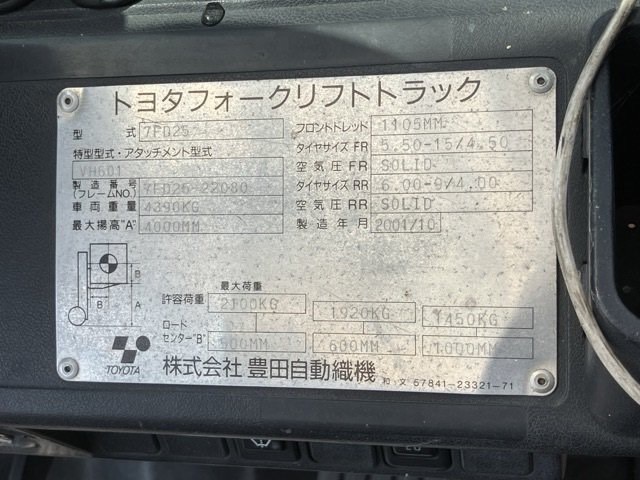 トヨタフォークリフトトラック
型 式 7FD25
特型型式・アタッチメント型式
VH601
製造番号 (フレームNO.) 7FD25-22080
車両重量 4390KG
最大揚高"A" 4000MM
フロントトレッド 1105MM
タイヤサイズ FR 5.50-15/4.50
空気圧 FR SOLID
タイヤサイズ RR 6.00-9/4.00
空気圧 RR SOLID
製造年月 2001/10
B
B A
最大荷重
許容荷重 2100KG 1920KG 1450KG
ロード
センター"B" 500MM 600MM 1000MM
TOYOTA 株式会社 豊田自動織機 和・文 57841-23321-71